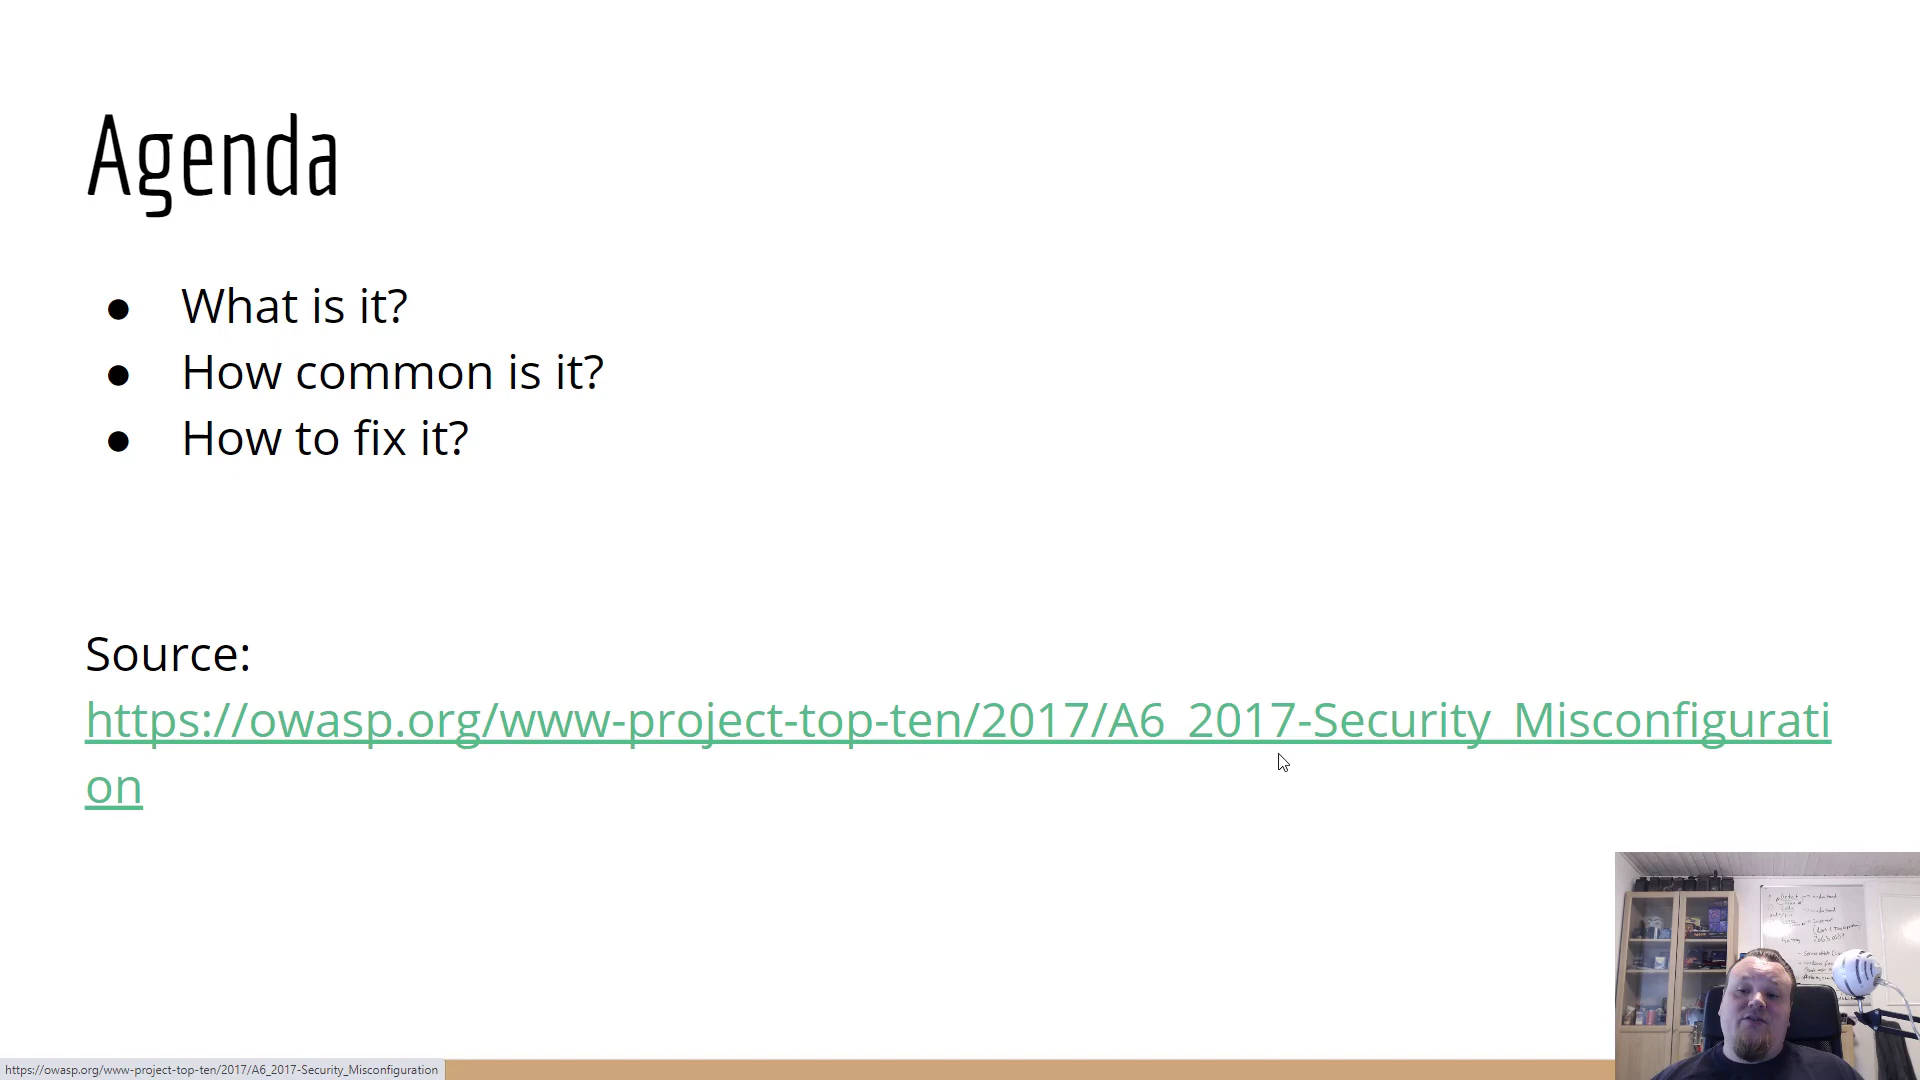 Agenda
● What is it?
● How common is it?
● How to fix it?
Source:
https://owasp.org/www-project-top-ten/2017/A6_2017-Security_Misconfigurati
on
https://owasp.org/www-project-top-ten/2017/A6_2017-Security_Misconfiguration